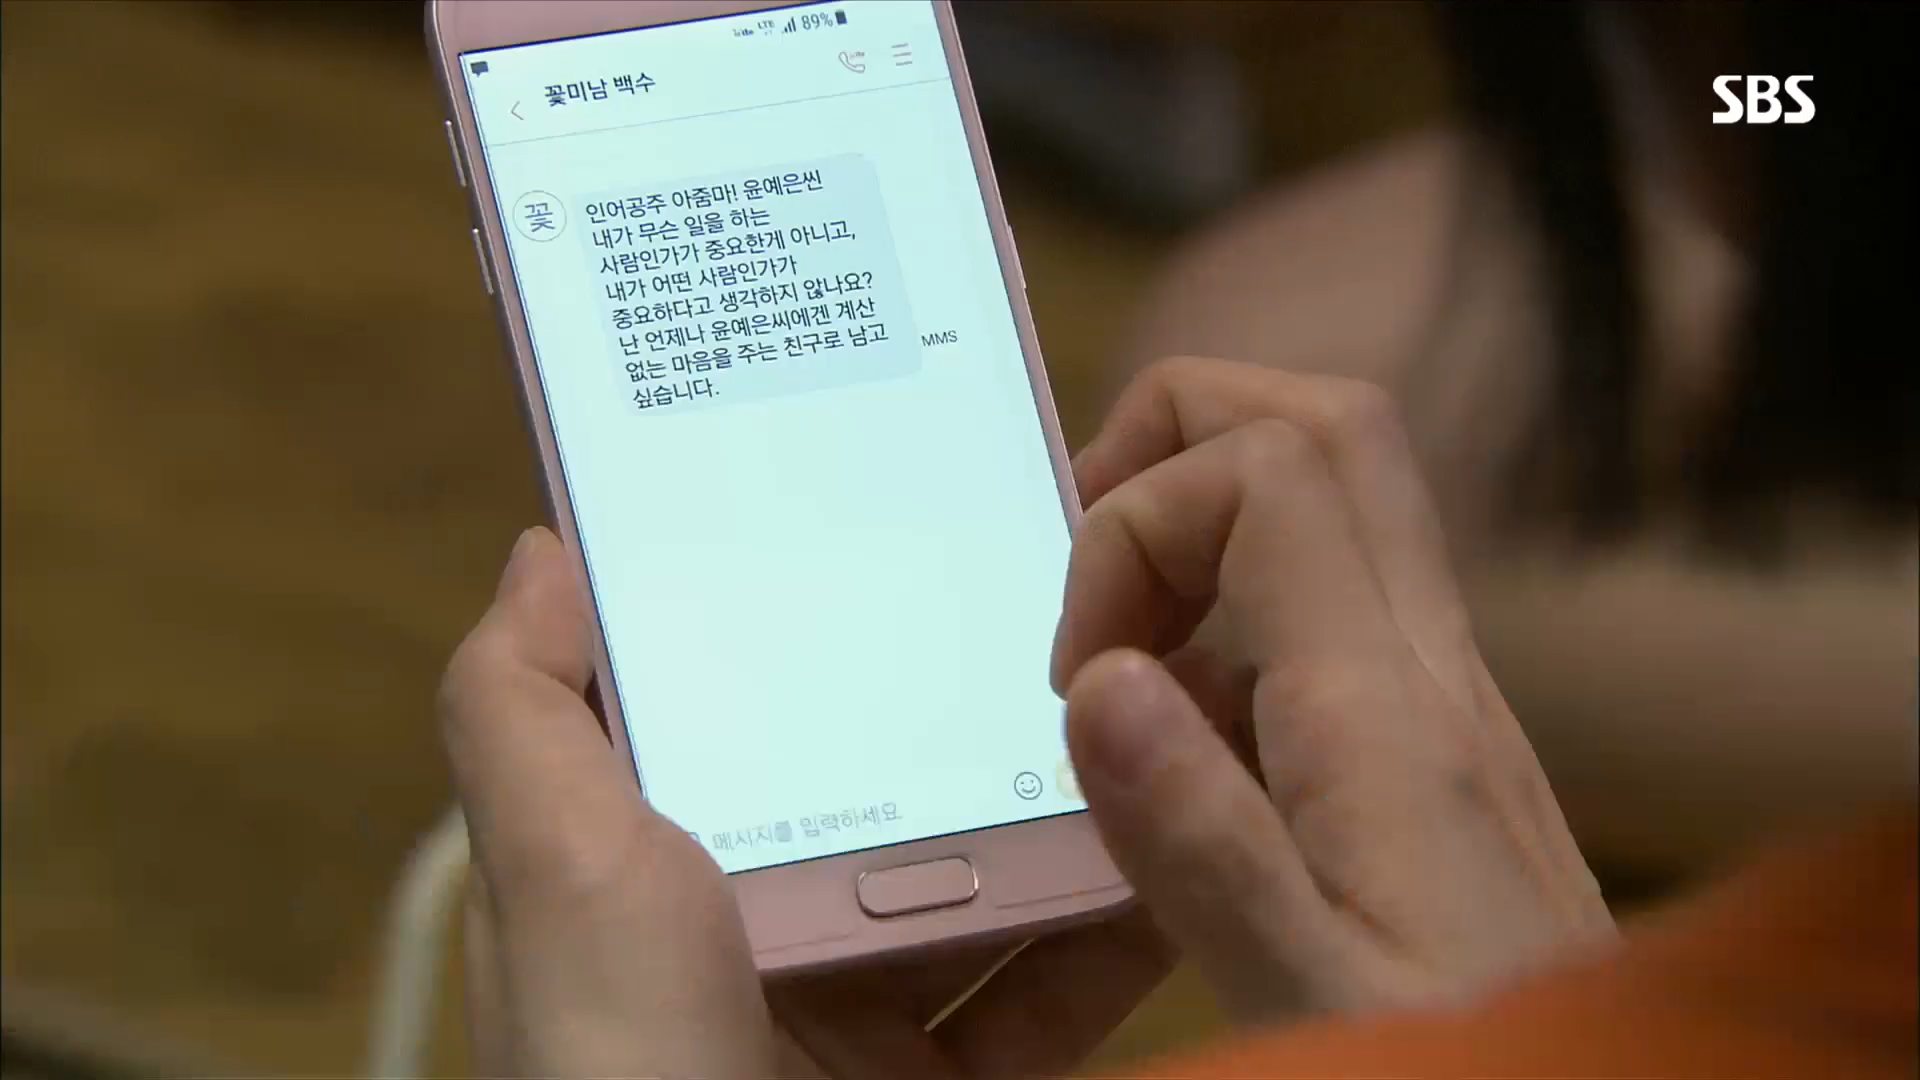 LTE 89%
SBS
꽃미남 백수
꽃
인어공주 아줌마! 윤예은씬
내가 무슨 일을 하는
사람인가가 중요한게 아니고,
내가 어떤 사람인가가
중요하다고 생각하지 않나요?
난 언제나 윤예은씨에겐 계산
없는 마음을 주는 친구로 남고
싶습니다.
MMS
메시지를 입력하세요